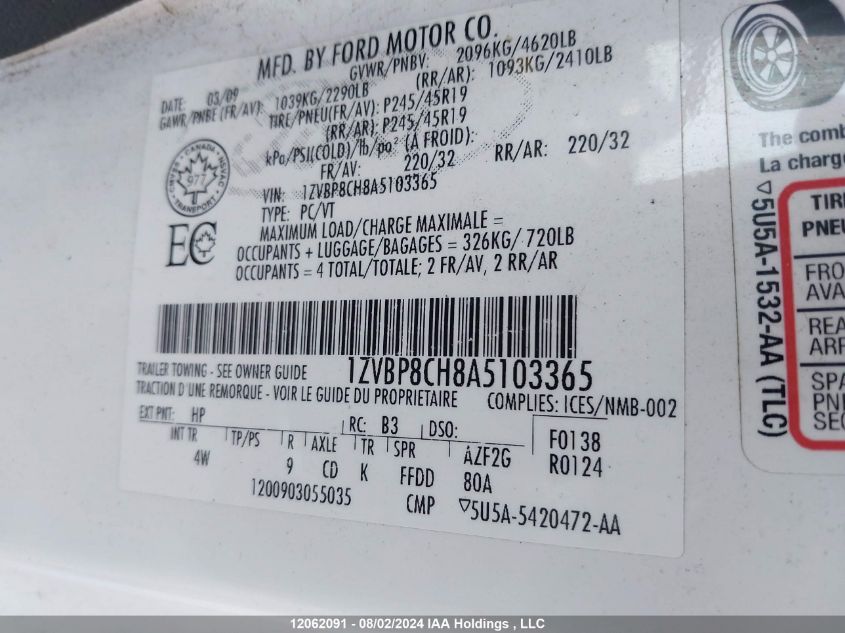 MFD. BY FORD MOTOR CO.
DATE: 03/09 GVWR/PNBV: 2096KG/4620LB
GAWR/PNBE (FR/AV): 1039KG/2290LB (RR/AR): 1093KG/2410LB
TIRE/PNEU(FR/AV): P245/45R19
(RR/AR): P245/45R19
kPa/PSI(COLD)/lb/po² (À FROID):
FR/AV: 220/32 RR/AR: 220/32
VIN: 1ZVBP8CH8A5103365
TYPE: PC/VT
MAXIMUM LOAD/CHARGE MAXIMALE =
OCCUPANTS + LUGGAGE/BAGAGES = 326KG/ 720LB
OCCUPANTS = 4 TOTAL/TOTALE; 2 FR/AV, 2 RR/AR
CANADA
TRANSPORT
977
EC
1ZVBP8CH8A5103365
TRAILER TOWING - SEE OWNER GUIDE
TRACTION D'UNE REMORQUE - VOIR LE GUIDE DU PROPRIETAIRE
COMPLIES: ICES/NMB-002
EXT PNT: HP RC: B3 DSO: F0138
INT TR TP/PS R AXLE TR SPR AZF2G R0124
4W 9 CD K FFDD 80A
1200903055035 CMP ▽5U5A-5420472-AA
The comb
La charg
▽5U5A-1532-AA (TLC)
TIRE
PNEU
FRO
AVA
REA
ARR
SPA
PNE
SEC
12062091 - 08/02/2024 IAA Holdings , LLC